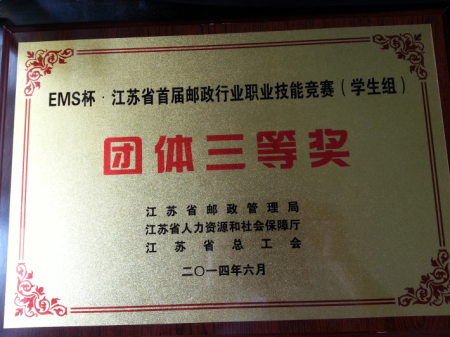 EMS杯·江苏省首届邮政行业职业技能竞赛（学生组）
团体三等奖
江苏省邮政管理局
江苏省人力资源和社会保障厅
江苏省总工会
二〇一四年六月